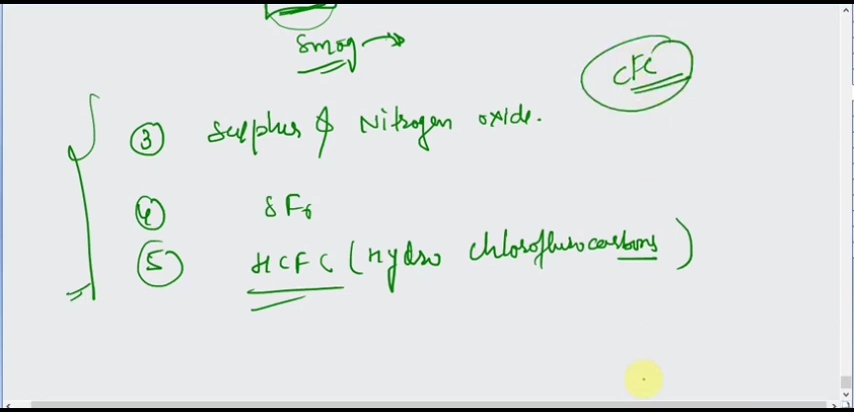 Smog →
CFC
③ Sulphur & Nitrogen oxide.
④ SF6
⑤ HCFC (Hydro chlorofluorocarbons)